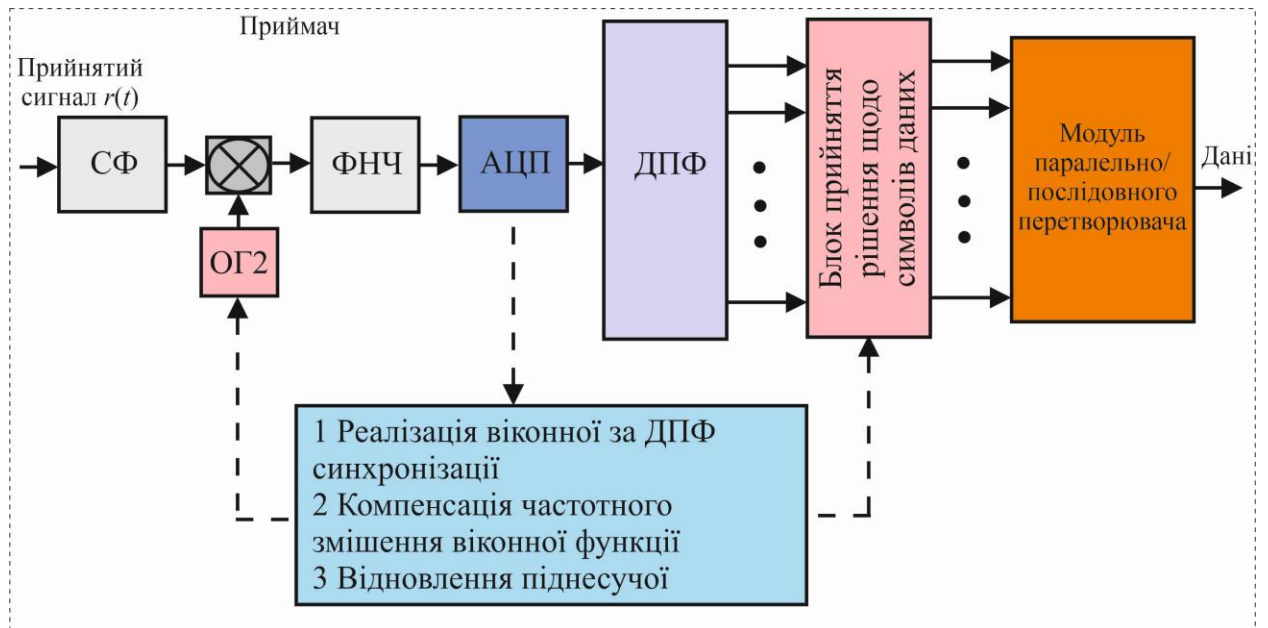 Приймач
Прийнятий
сигнал r(t)
СФ
ФНЧ
АЦП
ДПФ
Блок прийняття
рішення щодо
символів даних
Модуль
паралельно/
послідовного
перетворювача
Дані
ОГ2
1 Реалізація віконної за ДПФ
синхронізації
2 Компенсація частотного
змішення віконної функції
3 Відновлення піднесучої